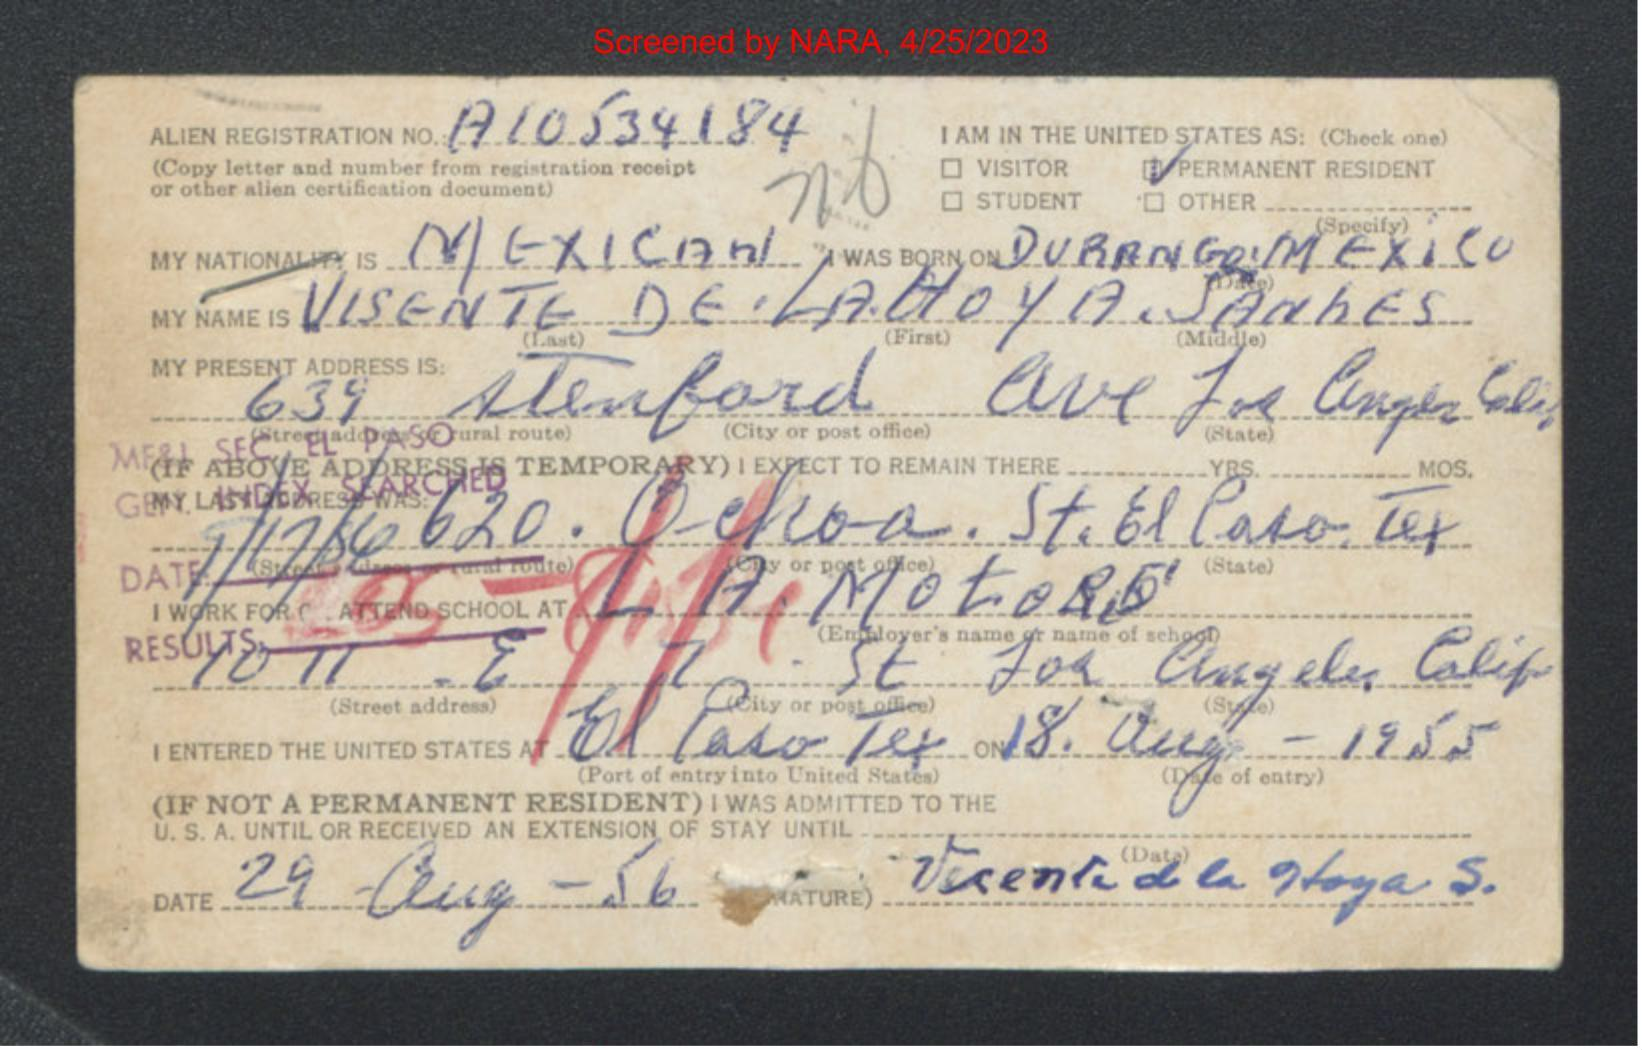 Screened by NARA, 4/25/2023
ALIEN REGISTRATION NO. A10534184
(Copy letter and number from registration receipt
or other alien certification document)
I AM IN THE UNITED STATES AS: (Check one)
VISITOR PERMANENT RESIDENT
STUDENT OTHER
(Specify)
MY NATIONALITY IS MEXICAN I WAS BORN ON DURANGO. MEXICO
(Date)
MY NAME IS VISENTE DE. LA. HOYA. SANhES
(Last) (First) (Middle)
MY PRESENT ADDRESS IS:
639 Stenford Ave Los Angeles Calif
(Street address or rural route) (City or post office) (State)
MF&I SEC. EL PASO
(IF ABOVE ADDRESS IS TEMPORARY) I EXPECT TO REMAIN THERE YRS. MOS.
GEN. INDEX SEARCHED
MY LAST ADDRESS WAS:
620. Ochoa. St. El Paso. Tex
DATE:
(Street address or rural route) (City or post office) (State)
I WORK FOR OR ATTEND SCHOOL AT L. A. Motors
(Employer's name or name of school)
RESULTS:
1011 . E 7 . St Los Angeles Calif
(Street address) (City or post office) (State)
I ENTERED THE UNITED STATES AT El Paso Tex ON 18. Aug - 1955
(Port of entry into United States) (Date of entry)
(IF NOT A PERMANENT RESIDENT) I WAS ADMITTED TO THE
U. S. A. UNTIL OR RECEIVED AN EXTENSION OF STAY UNTIL
(Date)
DATE 29 - Aug - 56 NATURE) Vicente de la Hoya S.